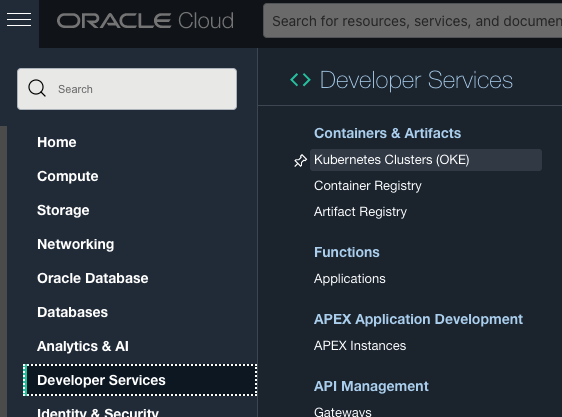 ORACLE Cloud
Search for resources, services, and documen
Search
Home
Compute
Storage
Networking
Oracle Database
Databases
Analytics & AI
Developer Services
Identity & Security
Developer Services
Containers & Artifacts
Kubernetes Clusters (OKE)
Container Registry
Artifact Registry
Functions
Applications
APEX Application Development
APEX Instances
API Management
Gateways